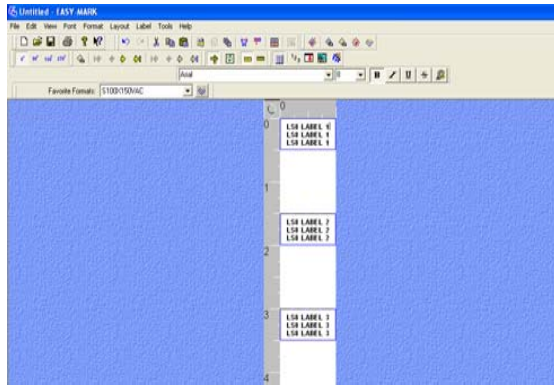 Untitled - EASY-MARK
File Edit View Font Format Layout Label Tools Help
Arial 8 B I U S
Favorite Formats: S100X150VAC
0
0
LS8 LABEL 1
LS8 LABEL 1
LS8 LABEL 1
1
LS8 LABEL 2
LS8 LABEL 2
LS8 LABEL 2
2
3
LS8 LABEL 3
LS8 LABEL 3
LS8 LABEL 3
4